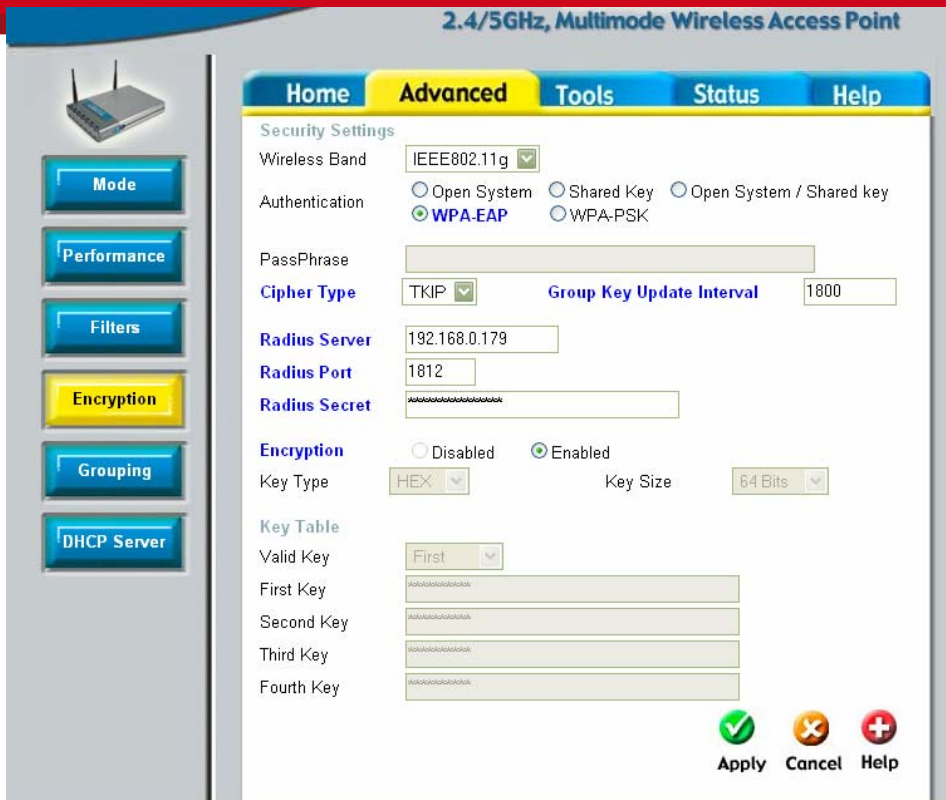 2.4/5GHz, Multimode Wireless Access Point
Home Advanced Tools Status Help
Mode
Performance
Filters
Encryption
Grouping
DHCP Server
Security Settings
Wireless Band IEEE802.11g
Authentication Open System Shared Key Open System / Shared key
WPA-EAP WPA-PSK
PassPhrase
Cipher Type TKIP Group Key Update Interval 1800
Radius Server 192.168.0.179
Radius Port 1812
Radius Secret ****************
Encryption Disabled Enabled
Key Type HEX Key Size 64 Bits
Key Table
Valid Key First
First Key **********
Second Key **********
Third Key **********
Fourth Key **********
Apply Cancel Help